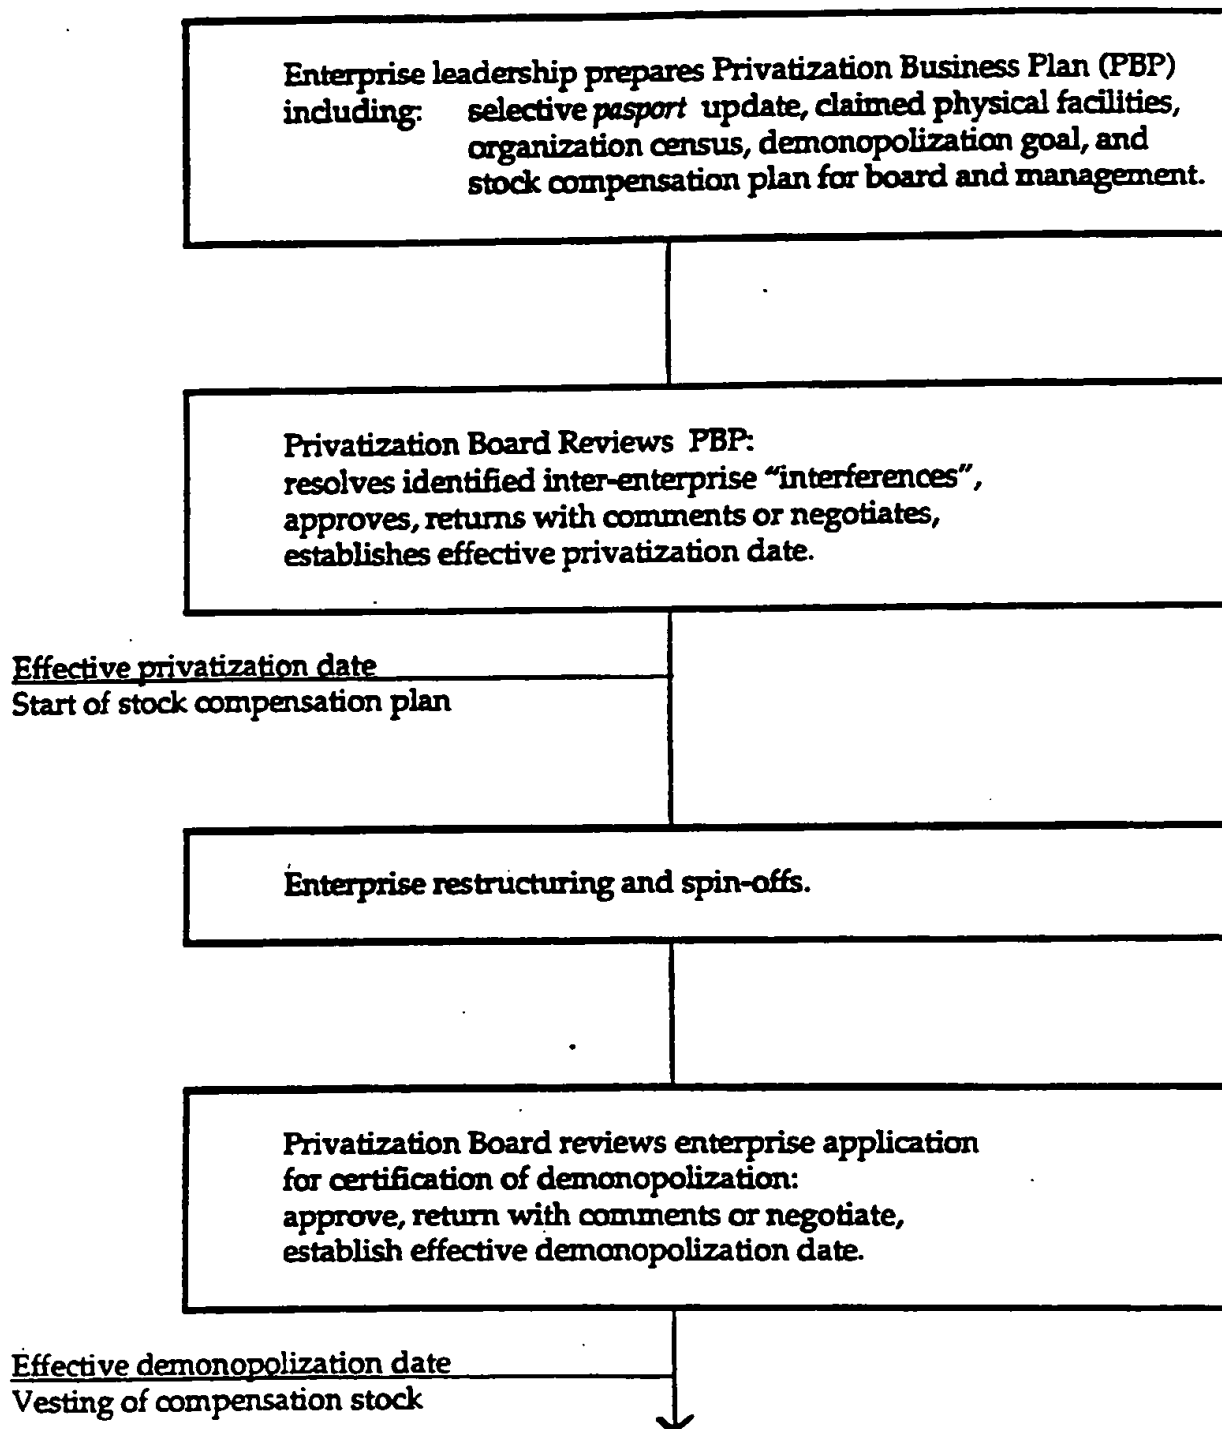 Enterprise leadership prepares Privatization Business Plan (PBP)
including: selective pasport update, claimed physical facilities,
organization census, demonopolization goal, and
stock compensation plan for board and management.
Privatization Board Reviews PBP:
resolves identified inter-enterprise "interferences",
approves, returns with comments or negotiates,
establishes effective privatization date.
Effective privatization date
Start of stock compensation plan
Enterprise restructuring and spin-offs.
Privatization Board reviews enterprise application
for certification of demonopolization:
approve, return with comments or negotiate,
establish effective demonopolization date.
Effective demonopolization date
Vesting of compensation stock